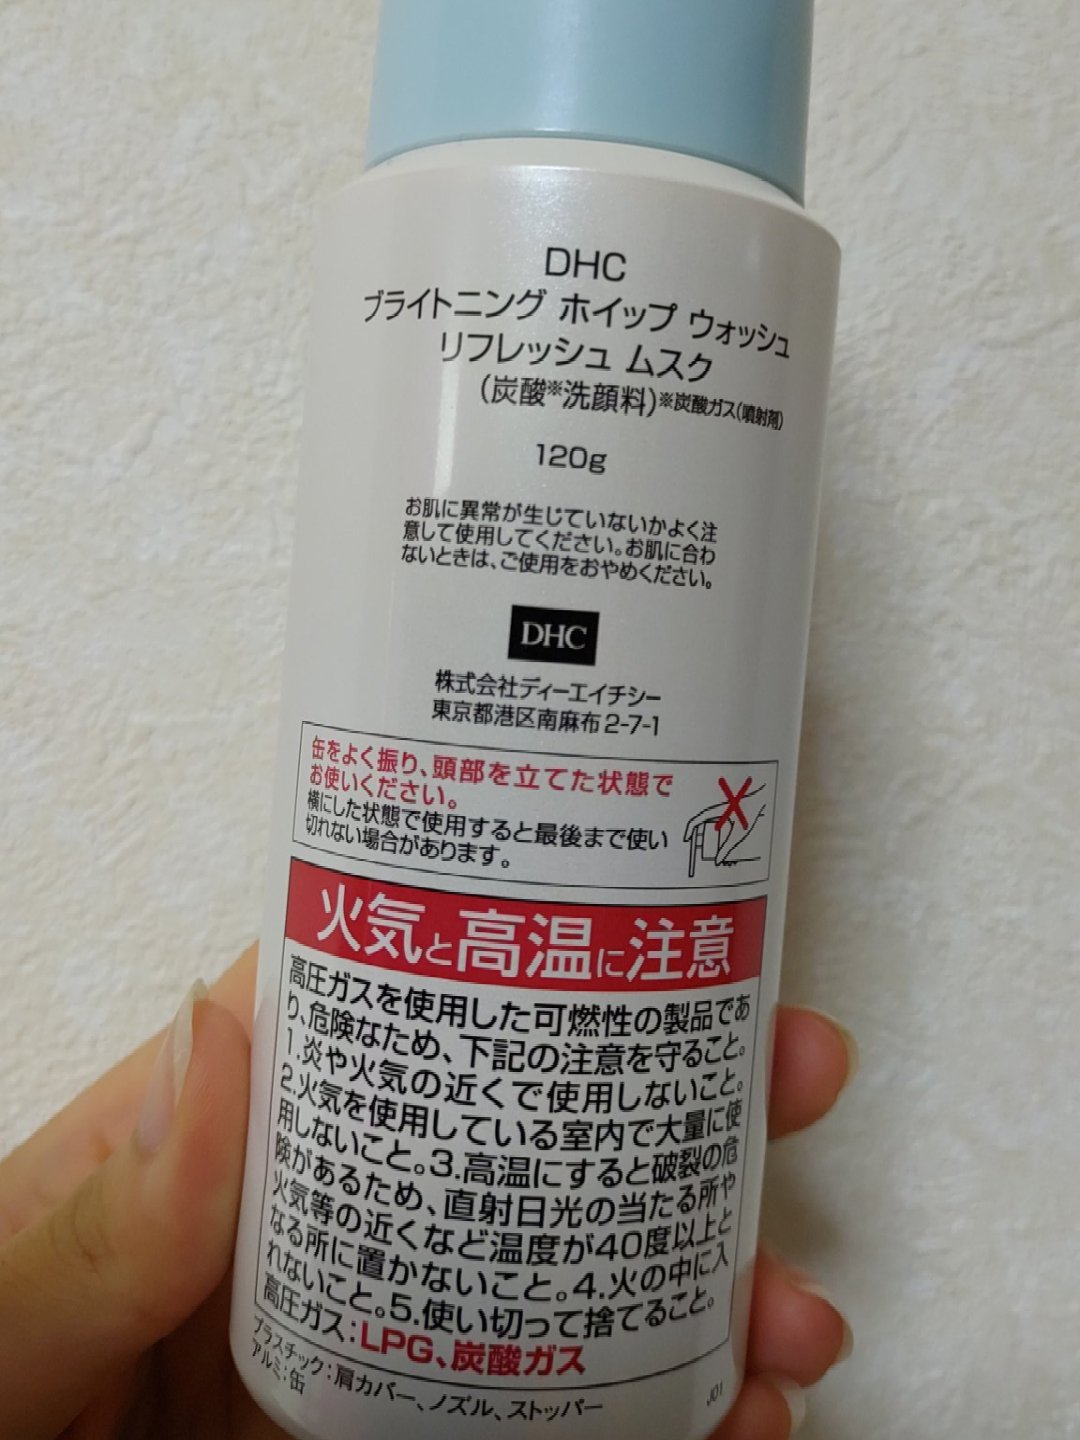 DHC
ブライトニング ホイップ ウォッシュ
リフレッシュ ムスク
(炭酸※洗顔料)※炭酸ガス(噴射剤)
120g
お肌に異常が生じていないかよく注
意して使用してください。お肌に合わ
ないときは、ご使用をおやめください。
DHC
株式会社ディーエイチシー
東京都港区南麻布2-7-1
缶をよく振り、頭部を立てた状態で
お使いください。
横にした状態で使用すると最後まで使い
切れない場合があります。
火気と高温に注意
高圧ガスを使用した可燃性の製品であ
り、危険なため、下記の注意を守ること。
1.炎や火気の近くで使用しないこと。
2.火気を使用している室内で大量に使
用しないこと。3.高温にすると破裂の危
険があるため、直射日光の当たる所や
火気等の近くなど温度が40度以上と
なる所に置かないこと。4.火の中に入
れないこと。5.使い切って捨てること。
高圧ガス:LPG、炭酸ガス
プラスチック:肩カバー、ノズル、ストッパー
アルミ:缶
J01